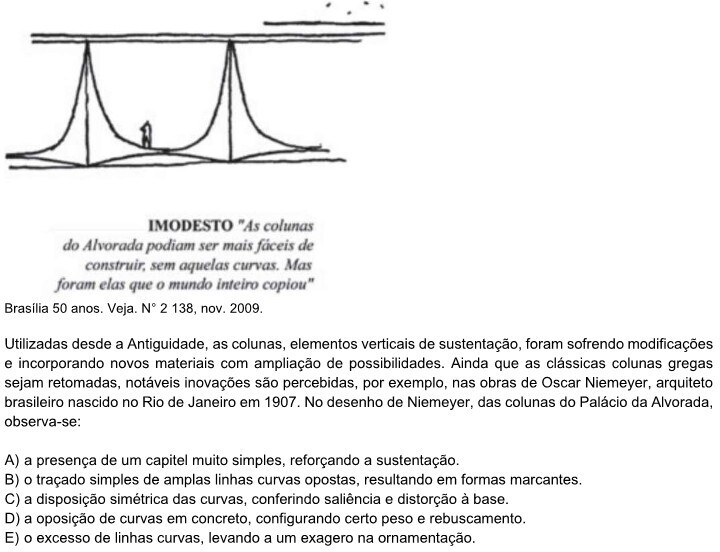 IMODESTO "As colunas
do Alvorada podiam ser mais fáceis de
construir, sem aquelas curvas. Mas
foram elas que o mundo inteiro copiou"
Brasília 50 anos. Veja. N° 2 138, nov. 2009.
Utilizadas desde a Antiguidade, as colunas, elementos verticais de sustentação, foram sofrendo modificações
e incorporando novos materiais com ampliação de possibilidades. Ainda que as clássicas colunas gregas
sejam retomadas, notáveis inovações são percebidas, por exemplo, nas obras de Oscar Niemeyer, arquiteto
brasileiro nascido no Rio de Janeiro em 1907. No desenho de Niemeyer, das colunas do Palácio da Alvorada,
observa-se:
A) a presença de um capitel muito simples, reforçando a sustentação.
B) o traçado simples de amplas linhas curvas opostas, resultando em formas marcantes.
C) a disposição simétrica das curvas, conferindo saliência e distorção à base.
D) a oposição de curvas em concreto, configurando certo peso e rebuscamento.
E) o excesso de linhas curvas, levando a um exagero na ornamentação.